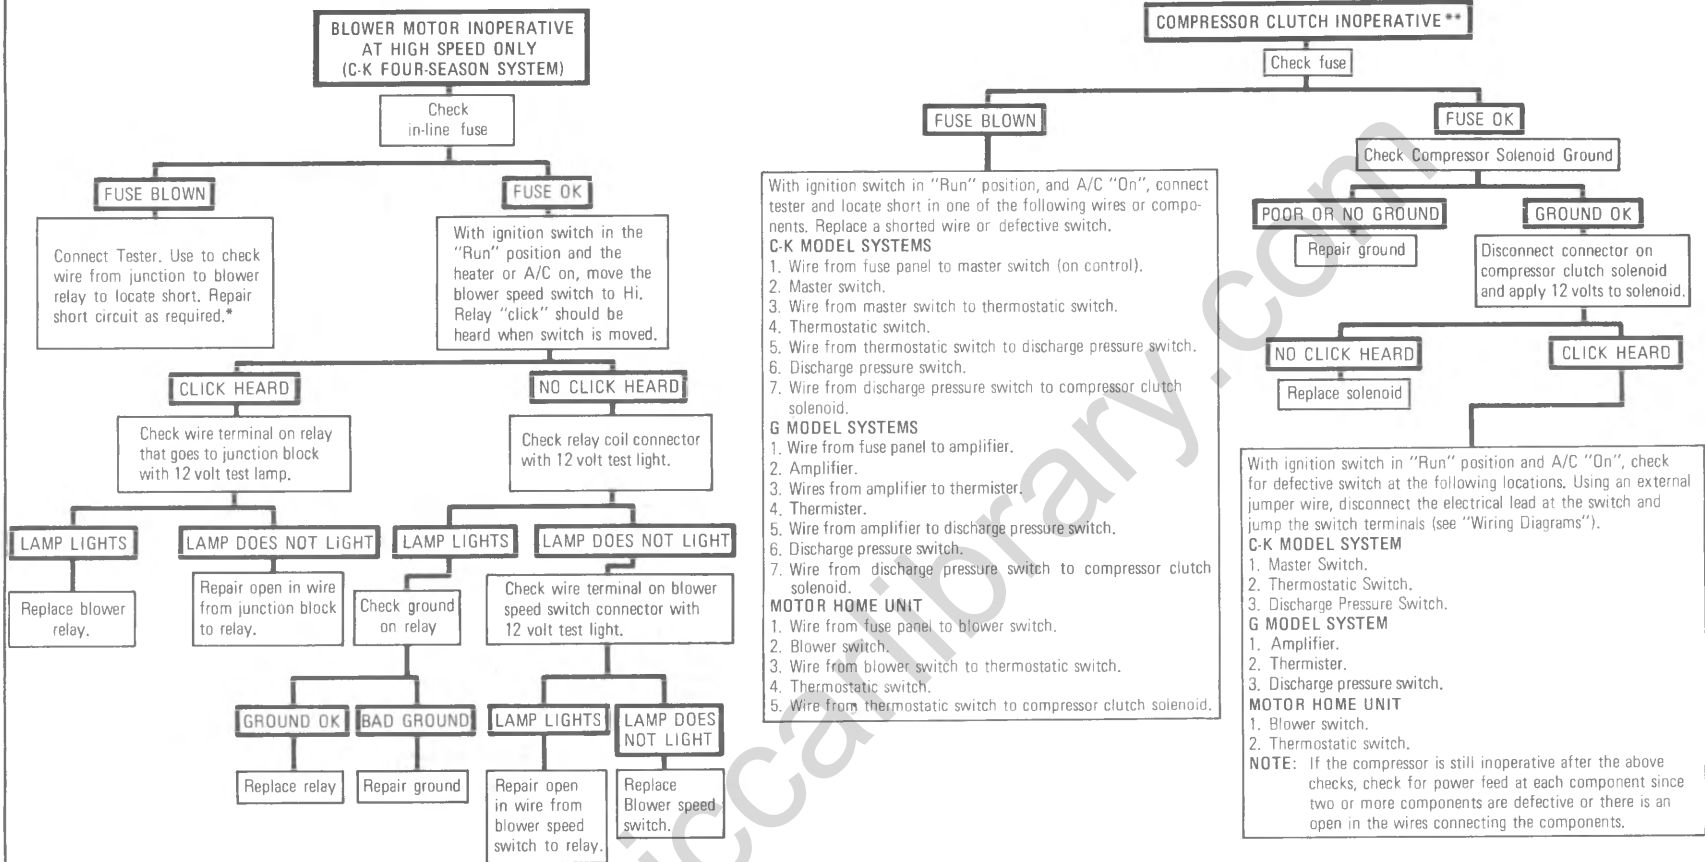 BLOWER MOTOR INOPERATIVE
AT HIGH SPEED ONLY
(C-K FOUR-SEASON SYSTEM)
Check
in-line fuse
FUSE BLOWN
FUSE OK
Connect Tester. Use to check
wire from junction to blower
relay to locate short. Repair
short circuit as required.*
With ignition switch in the
"Run" position and the
heater or A/C on, move the
blower speed switch to Hi.
Relay "click" should be
heard when switch is moved.
CLICK HEARD
NO CLICK HEARD
Check wire terminal on relay
that goes to junction block
with 12 volt test lamp.
Check relay coil connector
with 12 volt test light.
LAMP LIGHTS
LAMP DOES NOT LIGHT
LAMP LIGHTS
LAMP DOES NOT LIGHT
Replace blower
relay.
Repair open in wire
from junction block
to relay.
Check ground
on relay
Check wire terminal on blower
speed switch connector with
12 volt test light.
GROUND OK
BAD GROUND
LAMP LIGHTS
LAMP DOES
NOT LIGHT
Replace relay
Repair ground
Repair open
in wire from
blower speed
switch to relay.
Replace
Blower speed
switch.
COMPRESSOR CLUTCH INOPERATIVE**
Check fuse
FUSE BLOWN
FUSE OK
With ignition switch in "Run" position, and A/C "On", connect
tester and locate short in one of the following wires or compo-
nents. Replace a shorted wire or defective switch.
C-K MODEL SYSTEMS
1. Wire from fuse panel to master switch (on control).
2. Master switch.
3. Wire from master switch to thermostatic switch.
4. Thermostatic switch.
5. Wire from thermostatic switch to discharge pressure switch.
6. Discharge pressure switch.
7. Wire from discharge pressure switch to compressor clutch
solenoid.
G MODEL SYSTEMS
1. Wire from fuse panel to amplifier.
2. Amplifier.
3. Wires from amplifier to thermister.
4. Thermister.
5. Wire from amplifier to discharge pressure switch.
6. Discharge pressure switch.
7. Wire from discharge pressure switch to compressor clutch
solenoid.
MOTOR HOME UNIT
1. Wire from fuse panel to blower switch.
2. Blower switch.
3. Wire from blower switch to thermostatic switch.
4. Thermostatic switch.
5. Wire from thermostatic switch to compressor clutch solenoid.
Check Compressor Solenoid Ground
POOR OR NO GROUND
GROUND OK
Repair ground
Disconnect connector on
compressor clutch solenoid
and apply 12 volts to solenoid.
NO CLICK HEARD
CLICK HEARD
Replace solenoid
With ignition switch in "Run" position and A/C "On", check
for defective switch at the following locations. Using an external
jumper wire, disconnect the electrical lead at the switch and
jump the switch terminals (see "Wiring Diagrams").
C-K MODEL SYSTEM
1. Master Switch.
2. Thermostatic Switch.
3. Discharge Pressure Switch.
G MODEL SYSTEM
1. Amplifier.
2. Thermister.
3. Discharge pressure switch.
MOTOR HOME UNIT
1. Blower switch.
2. Thermostatic switch.
NOTE: If the compressor is still inoperative after the above
checks, check for power feed at each component since
two or more components are defective or there is an
open in the wires connecting the components.
iccarlibrary.com